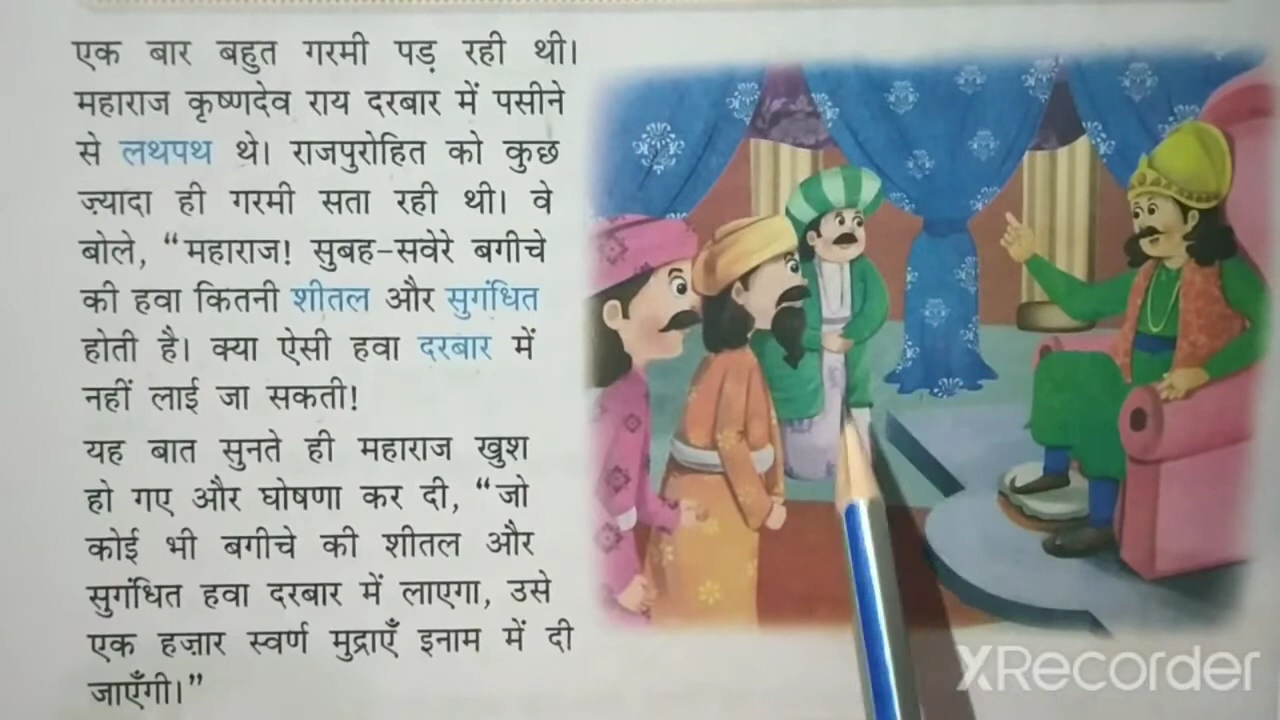 एक बार बहुत गरमी पड़ रही थी।
महाराज कृष्णदेव राय दरबार में पसीने
से लथपथ थे। राजपुरोहित को कुछ
ज़्यादा ही गरमी सता रही थी। वे
बोले, “महाराज! सुबह-सवेरे बगीचे
की हवा कितनी शीतल और सुगंधित
होती है। क्या ऐसी हवा दरबार में
नहीं लाई जा सकती!
यह बात सुनते ही महाराज खुश
हो गए और घोषणा कर दी, “जो
कोई भी बगीचे की शीतल और
सुगंधित हवा दरबार में लाएगा, उसे
एक हज़ार स्वर्ण मुद्राएँ इनाम में दी
जाएँगी।”
XRecorder